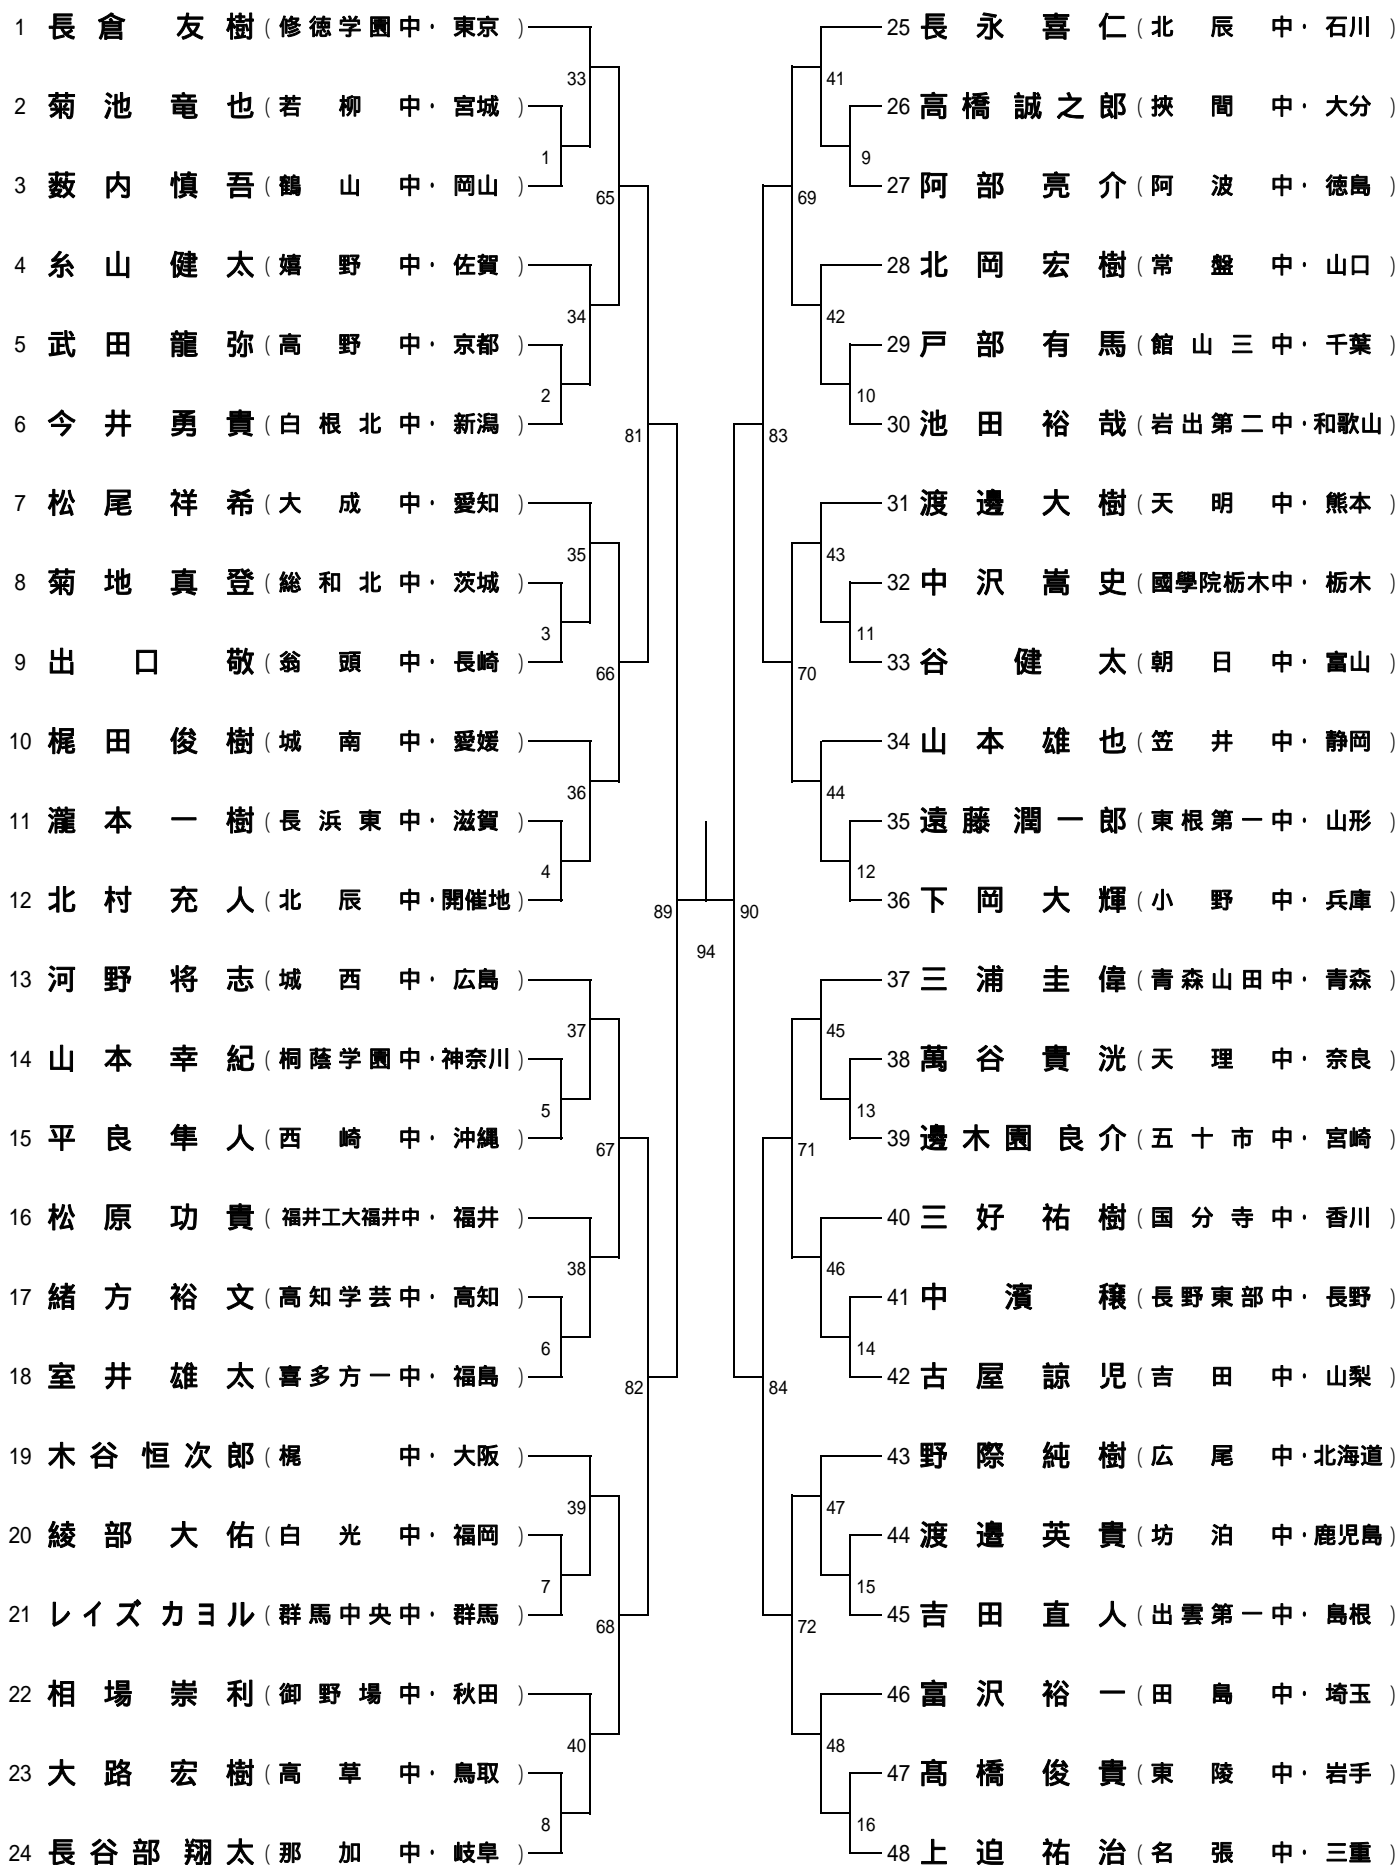 1 長倉 友樹 (修徳学園中・東京)
33
2 菊池竜也 (若柳中・宮城)
1
3 薮内慎吾 (鶴山中・岡山)
65
4 糸山健太 (嬉野中・佐賀)
34
5 武田龍弥 (高野中・京都)
2
6 今井勇貴 (白根北中・新潟)
81
7 松尾祥希 (大成中・愛知)
35
8 菊地真登 (総和北中・茨城)
3
9 出口敬 (翁頭中・長崎)
66
10 梶田俊樹 (城南中・愛媛)
36
11 瀧本一樹 (長浜東中・滋賀)
4
12 北村充人 (北辰中・開催地)
89
13 河野将志 (城西中・広島)
37
14 山本幸紀 (桐蔭学園中・神奈川)
5
15 平良隼人 (西崎中・沖縄)
67
16 松原功貴 (福井工大福井中・福井)
38
17 緒方裕文 (高知学芸中・高知)
6
18 室井雄太 (喜多方一中・福島)
82
19 木谷恒次郎 (梶中・大阪)
39
20 綾部大佑 (白光中・福岡)
7
21 レイズカヨル (群馬中央中・群馬)
68
22 相場崇利 (御野場中・秋田)
40
23 大路宏樹 (高草中・鳥取)
8
24 長谷部翔太 (那加中・岐阜)
94
25 長永喜仁 (北辰中・石川)
41
26 高橋誠之郎 (挾間中・大分)
9
27 阿部亮介 (阿波中・徳島)
69
28 北岡宏樹 (常盤中・山口)
42
29 戸部有馬 (館山三中・千葉)
10
30 池田裕哉 (岩出第二中・和歌山)
83
31 渡邊大樹 (天明中・熊本)
43
32 中沢嵩史 (國學院栃木中・栃木)
11
33 谷健太 (朝日中・富山)
70
34 山本雄也 (笠井中・静岡)
44
35 遠藤潤一郎 (東根第一中・山形)
12
36 下岡大輝 (小野中・兵庫)
90
37 三浦圭偉 (青森山田中・青森)
45
38 萬谷貴洸 (天理中・奈良)
13
39 邊木園良介 (五十市中・宮崎)
71
40 三好祐樹 (国分寺中・香川)
46
41 中濱穣 (長野東部中・長野)
14
42 古屋諒児 (吉田中・山梨)
84
43 野際純樹 (広尾中・北海道)
47
44 渡邉英貴 (坊泊中・鹿児島)
15
45 吉田直人 (出雲第一中・島根)
72
46 富沢裕一 (田島中・埼玉)
48
47 髙橋俊貴 (東陵中・岩手)
16
48 上迫祐治 (名張中・三重)